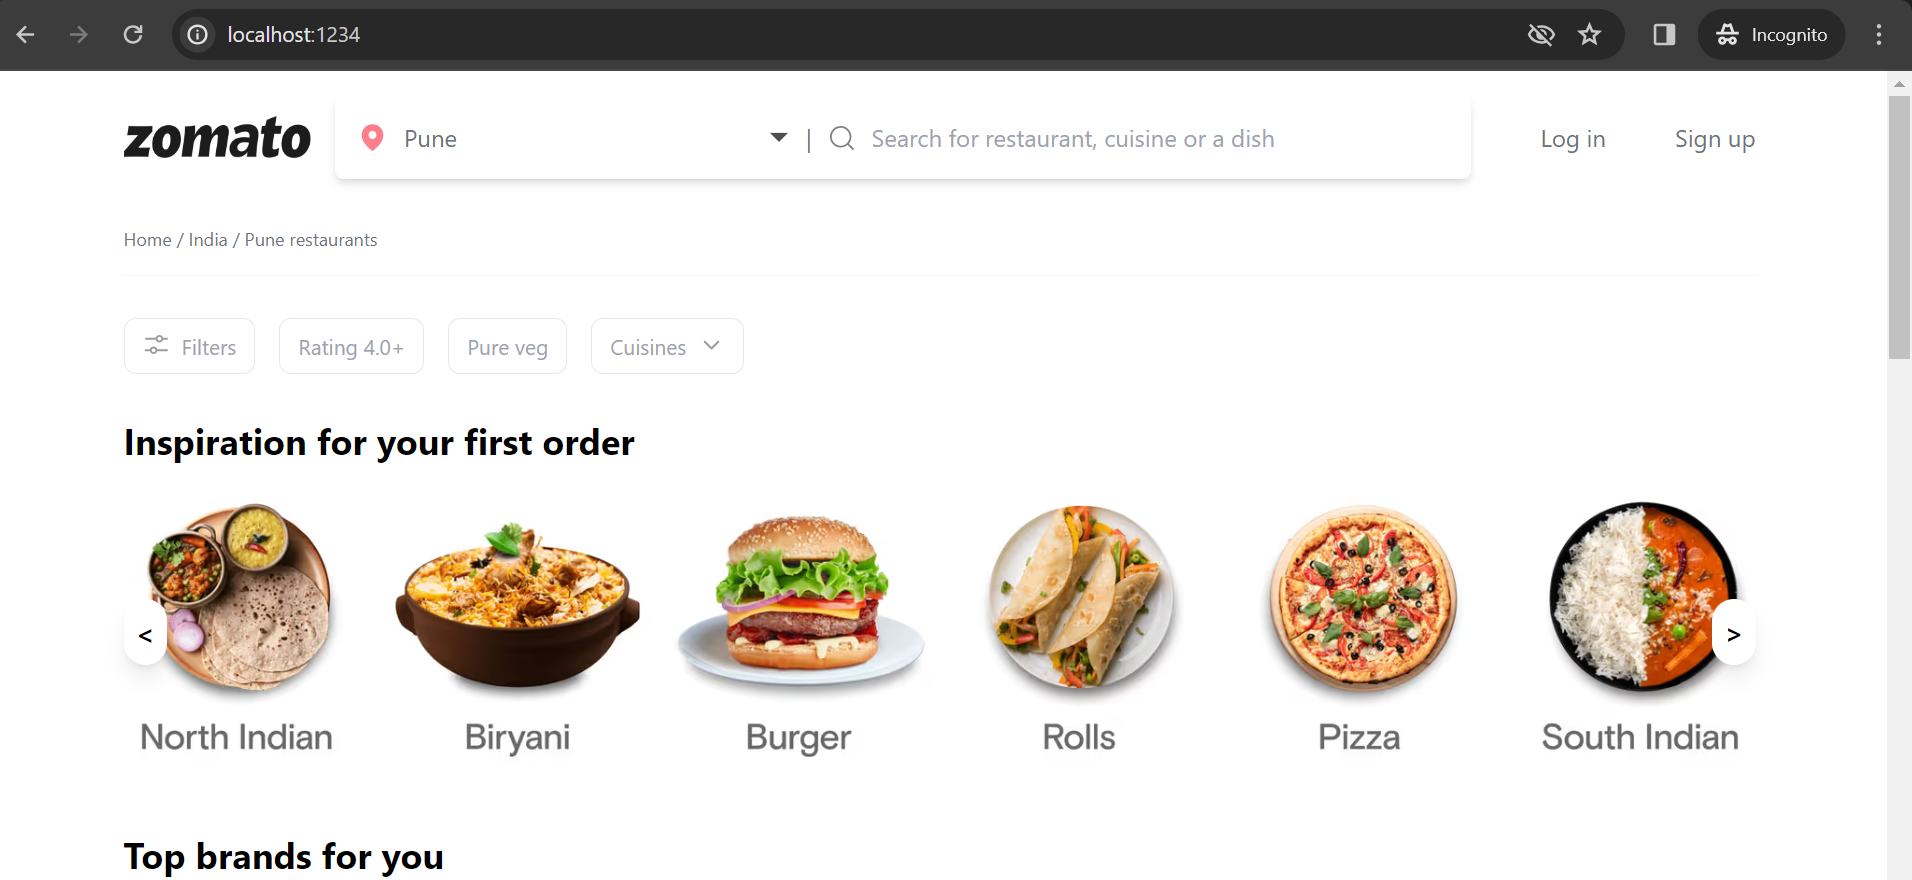 localhost:1234
Incognito
zomato
Pune
|
Search for restaurant, cuisine or a dish
Log in
Sign up
Home / India / Pune restaurants
Filters
Rating 4.0+
Pure veg
Cuisines
Inspiration for your first order
<
>
North Indian
Biryani
Burger
Rolls
Pizza
South Indian
Top brands for you